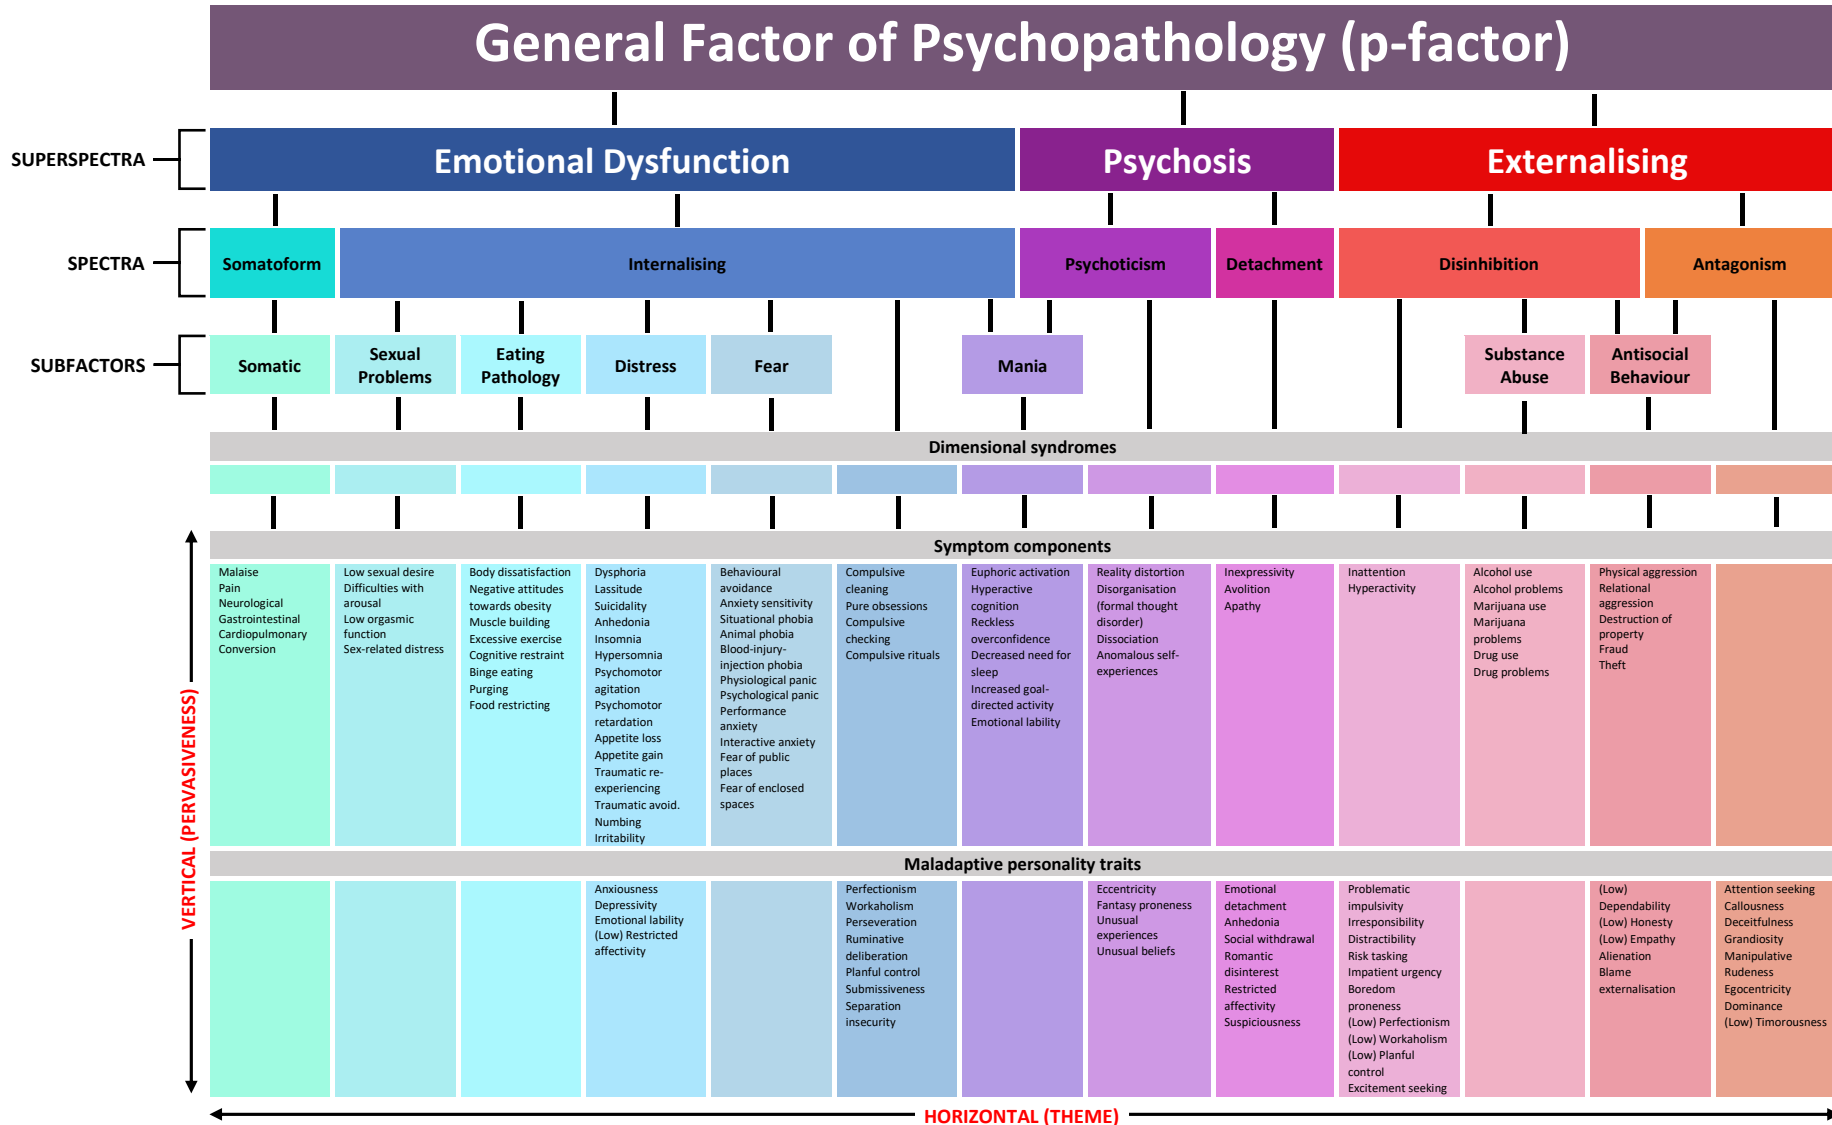 General Factor of Psychopathology (p-factor)
SUPERSPECTRA
Emotional Dysfunction
Psychosis
Externalising
SPECTRA
Somatoform
Internalising
Psychoticism
Detachment
Disinhibition
Antagonism
SUBFACTORS
Somatic
Sexual
Problems
Eating
Pathology
Distress
Fear
Mania
Substance
Abuse
Antisocial
Behaviour
Dimensional syndromes
VERTICAL (PERVASIVENESS)
Symptom components
Malaise
Pain
Neurological
Gastrointestinal
Cardiopulmonary
Conversion
Low sexual desire
Difficulties with
arousal
Low orgasmic
function
Sex-related distress
Body dissatisfaction
Negative attitudes
towards obesity
Muscle building
Excessive exercise
Cognitive restraint
Binge eating
Purging
Food restricting
Dysphoria
Lassitude
Suicidality
Anhedonia
Insomnia
Hypersomnia
Psychomotor
agitation
Psychomotor
retardation
Appetite loss
Appetite gain
Traumatic re-
experiencing
Traumatic avoid.
Numbing
Irritability
Behavioural
avoidance
Anxiety sensitivity
Situational phobia
Animal phobia
Blood-injury-
injection phobia
Physiological panic
Psychological panic
Performance
anxiety
Interactive anxiety
Fear of public
places
Fear of enclosed
spaces
Compulsive
cleaning
Pure obsessions
Compulsive
checking
Compulsive rituals
Euphoric activation
Hyperactive
cognition
Reckless
overconfidence
Decreased need for
sleep
Increased goal-
directed activity
Emotional lability
Reality distortion
Disorganisation
(formal thought
disorder)
Dissociation
Anomalous self-
experiences
Inexpressivity
Avolition
Apathy
Inattention
Hyperactivity
Alcohol use
Alcohol problems
Marijuana use
Marijuana
problems
Drug use
Drug problems
Physical aggression
Relational
aggression
Destruction of
property
Fraud
Theft
Maladaptive personality traits
Anxiousness
Depressivity
Emotional lability
(Low) Restricted
affectivity
Perfectionism
Workaholism
Perseveration
Ruminative
deliberation
Planful control
Submissiveness
Separation
insecurity
Eccentricity
Fantasy proneness
Unusual
experiences
Unusual beliefs
Emotional
detachment
Anhedonia
Social withdrawal
Romantic
disinterest
Restricted
affectivity
Suspiciousness
Problematic
impulsivity
Irresponsibility
Distractibility
Risk tasking
Impatient urgency
Boredom
proneness
(Low) Perfectionism
(Low) Workaholism
(Low) Planful
control
Excitement seeking
(Low)
Dependability
(Low) Honesty
(Low) Empathy
Alienation
Blame
externalisation
Attention seeking
Callousness
Deceitfulness
Grandiosity
Manipulative
Rudeness
Egocentricity
Dominance
(Low) Timorousness
HORIZONTAL (THEME)